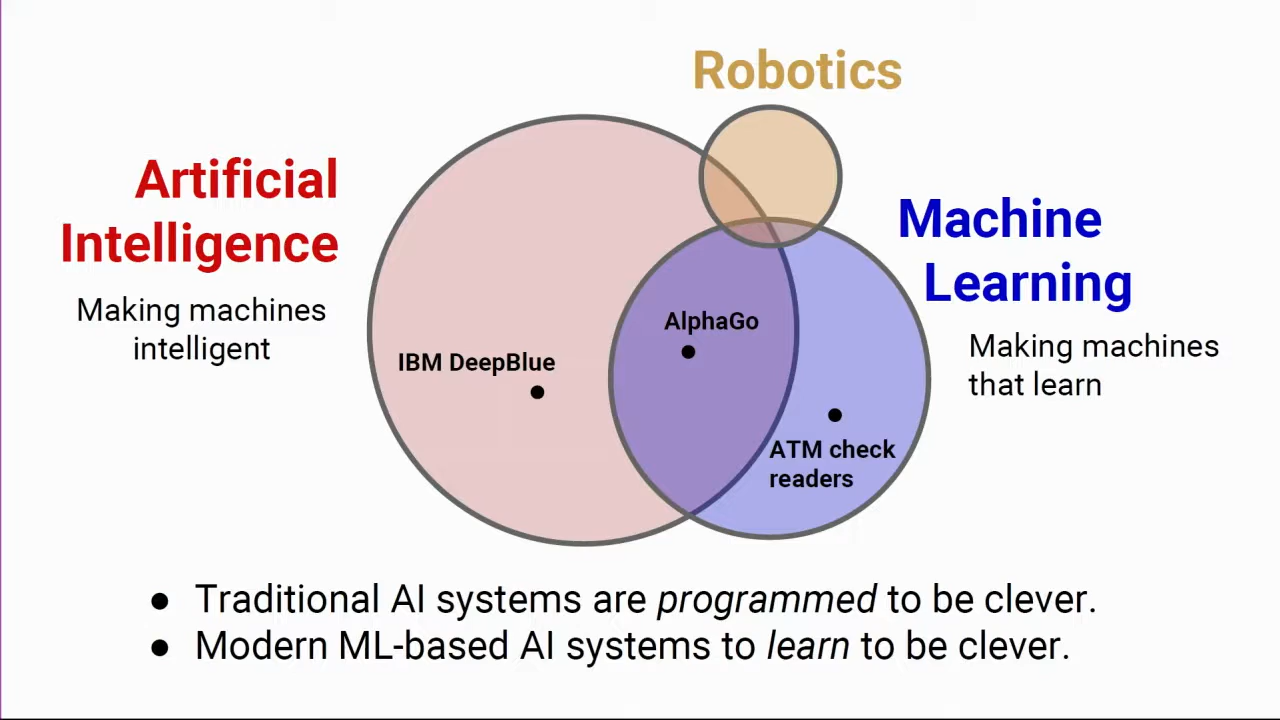 Robotics
Artificial
Intelligence
Making machines
intelligent
Machine
Learning
Making machines
that learn
AlphaGo
IBM DeepBlue
ATM check
readers
● Traditional AI systems are programmed to be clever.
● Modern ML-based AI systems to learn to be clever.